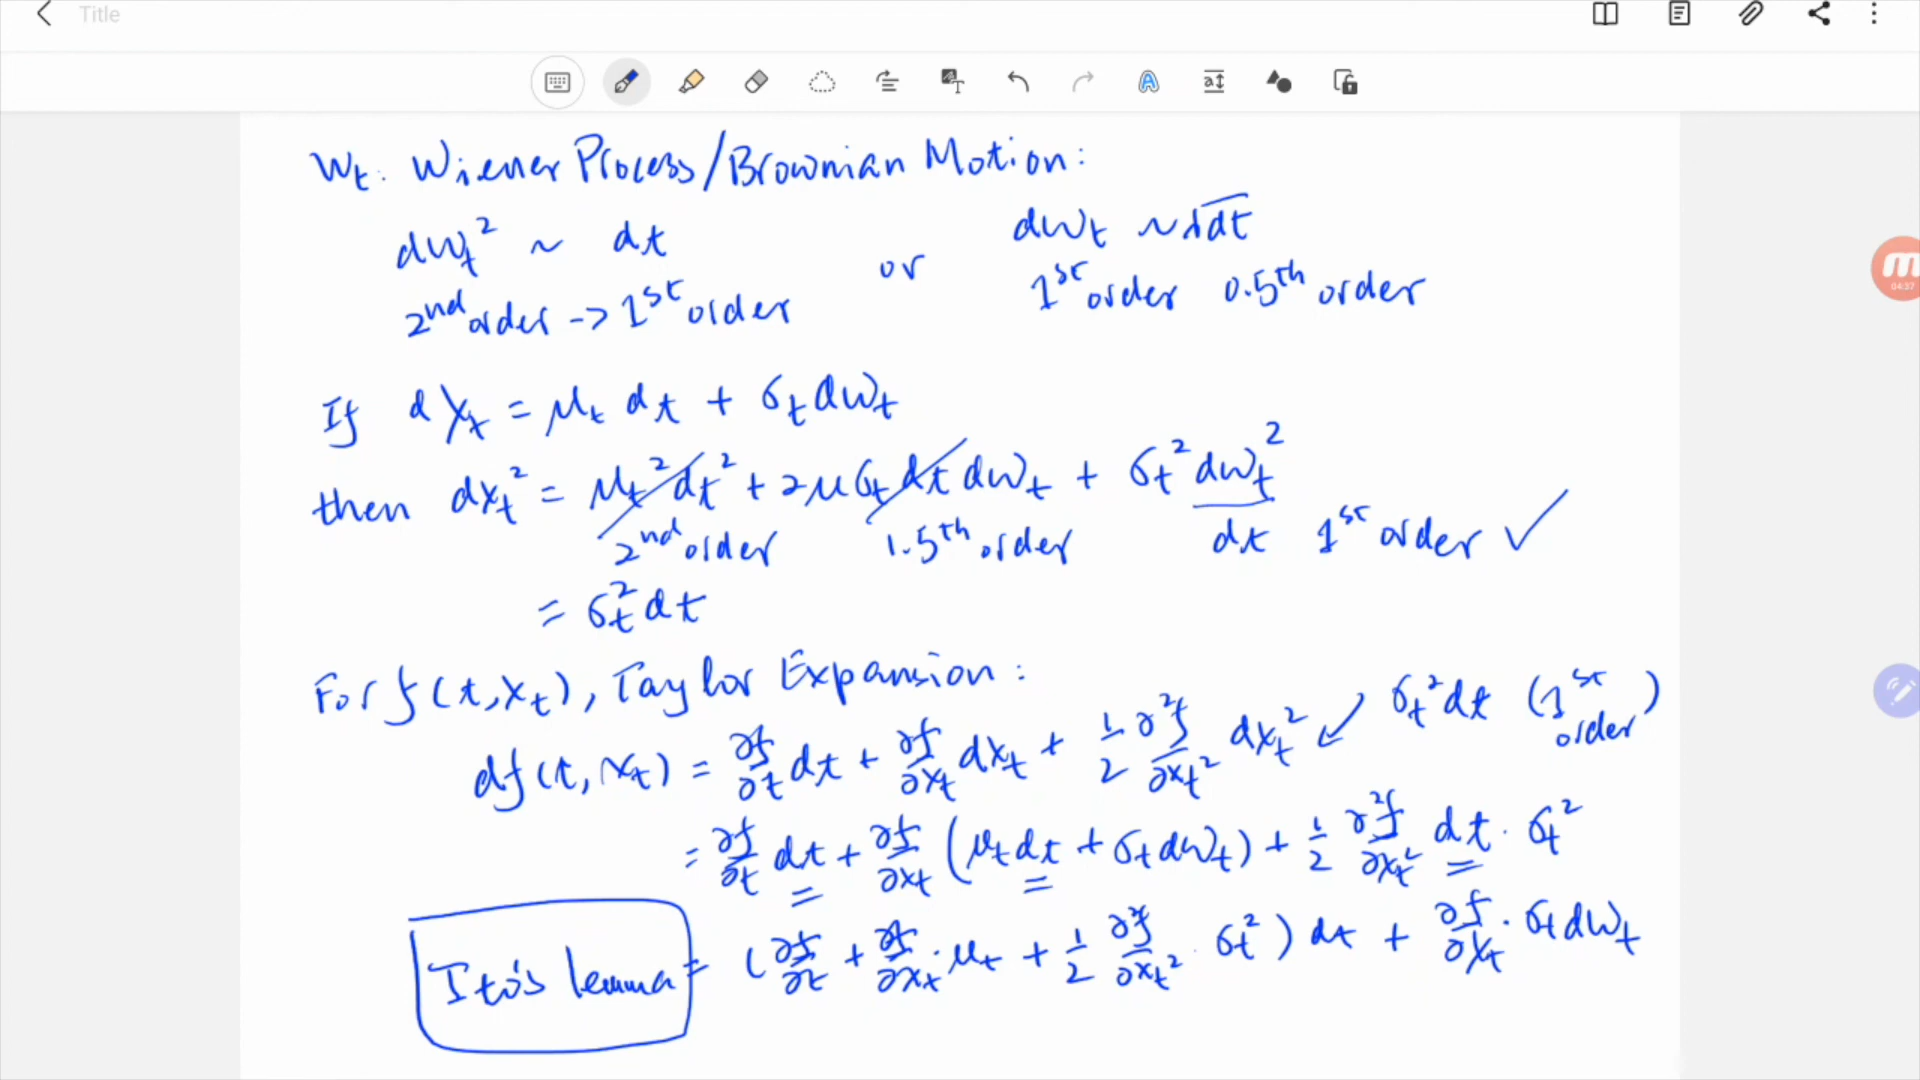 Title
Wt: Wiener Process/Brownian Motion:
dWt² ~ dt or dWt ~ √dt
2nd order -> 1st order 1st order 0.5th order
If dXt = μt dt + σt dWt
then dXt² = μt² dt² + 2μσt dt dWt + σt² dWt²
2nd order 1.5th order dt 1st order ✓
= σt² dt
For f(t,Xt), Taylor Expansion:
df(t,Xt) = ∂f/∂t dt + ∂f/∂Xt dXt + 1/2 ∂²f/∂Xt² dXt² ↙ σt² dt (1st order)
= ∂f/∂t dt + ∂f/∂Xt (μt dt + σt dWt) + 1/2 ∂²f/∂Xt² dt · σt²
Ito's lemma = (∂f/∂t + ∂f/∂Xt · μt + 1/2 ∂²f/∂Xt² · σt²) dt + ∂f/∂Xt · σt dWt
04:37